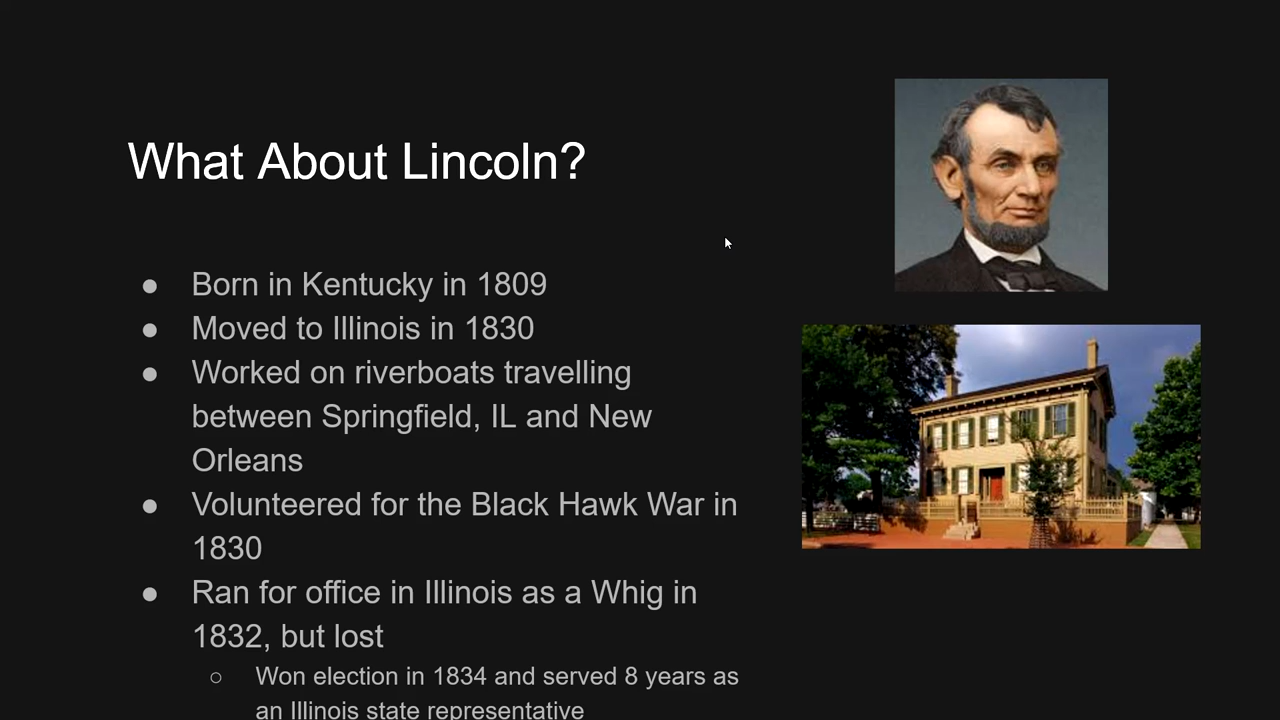 What About Lincoln?
● Born in Kentucky in 1809
● Moved to Illinois in 1830
● Worked on riverboats travelling
between Springfield, IL and New
Orleans
● Volunteered for the Black Hawk War in
1830
● Ran for office in Illinois as a Whig in
1832, but lost
○ Won election in 1834 and served 8 years as
an Illinois state representative